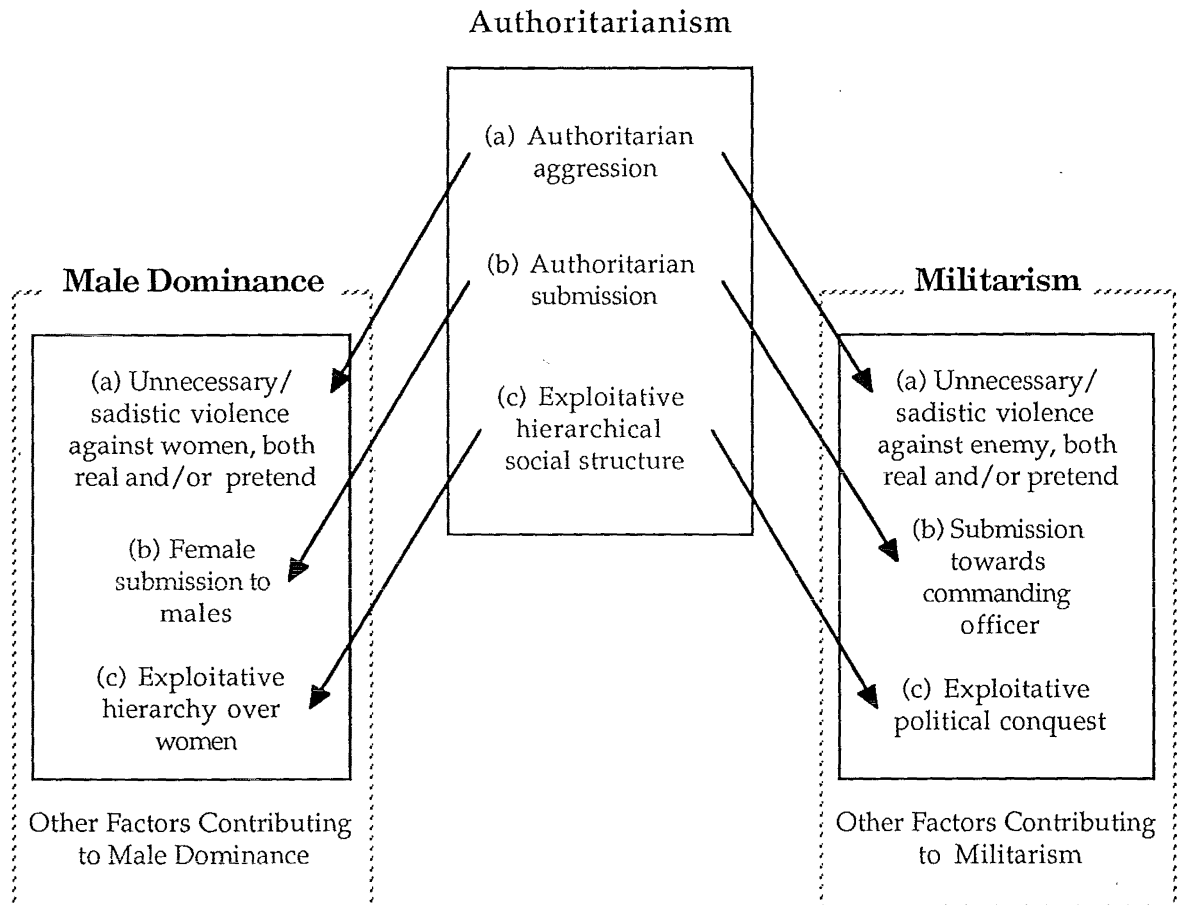 Authoritarianism
(a) Authoritarian
aggression
(b) Authoritarian
submission
(c) Exploitative
hierarchical
social structure
Male Dominance
(a) Unnecessary/
sadistic violence
against women, both
real and/or pretend
(b) Female
submission to
males
(c) Exploitative
hierarchy over
women
Other Factors Contributing
to Male Dominance
Militarism
(a) Unnecessary/
sadistic violence
against enemy, both
real and/or pretend
(b) Submission
towards
commanding
officer
(c) Exploitative
political conquest
Other Factors Contributing
to Militarism